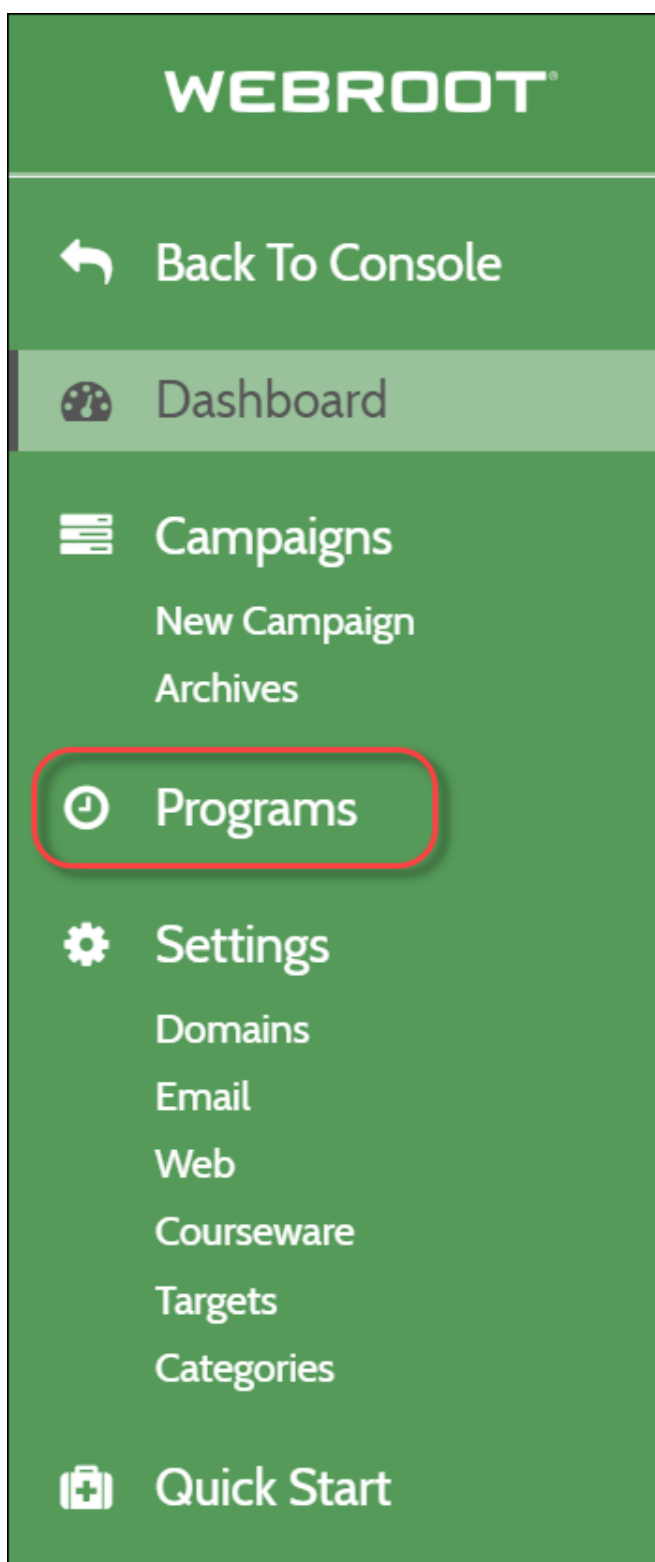 WEBROOT®
Back To Console
Dashboard
Campaigns
New Campaign
Archives
Programs
Settings
Domains
Email
Web
Courseware
Targets
Categories
Quick Start